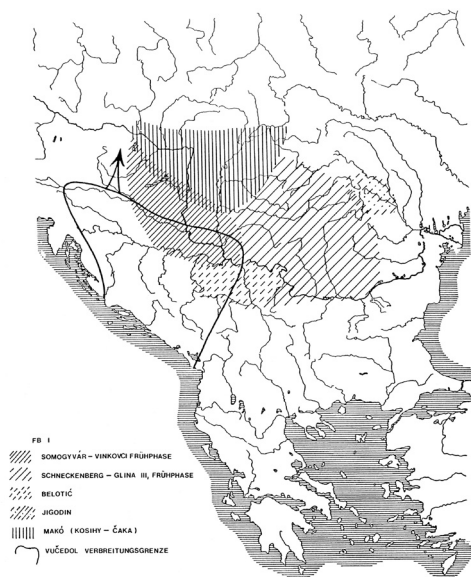 FB I
SOMOGYVÁR – VINKOVCI FRÜHPHASE
SCHNECKENBERG – GLINA III, FRÜHPHASE
BELOTIĆ
JIGODIN
MAKÓ ( KOSIHY – ČAKA )
VUČEDOL VERBREITUNGSGRENZE